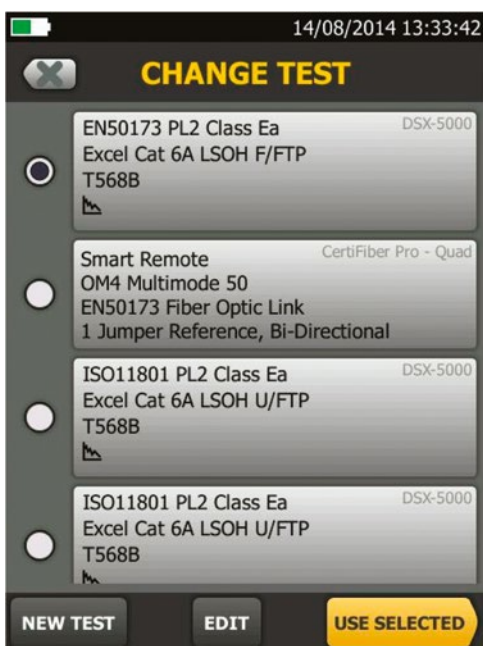 14/08/2014 13:33:42
CHANGE TEST
EN50173 PL2 Class Ea
DSX-5000
Excel Cat 6A LSOH F/FTP
T568B
Smart Remote
CertiFiber Pro - Quad
OM4 Multimode 50
EN50173 Fiber Optic Link
1 Jumper Reference, Bi-Directional
ISO11801 PL2 Class Ea
DSX-5000
Excel Cat 6A LSOH U/FTP
T568B
ISO11801 PL2 Class Ea
DSX-5000
Excel Cat 6A LSOH U/FTP
T568B
NEW TEST
EDIT
USE SELECTED